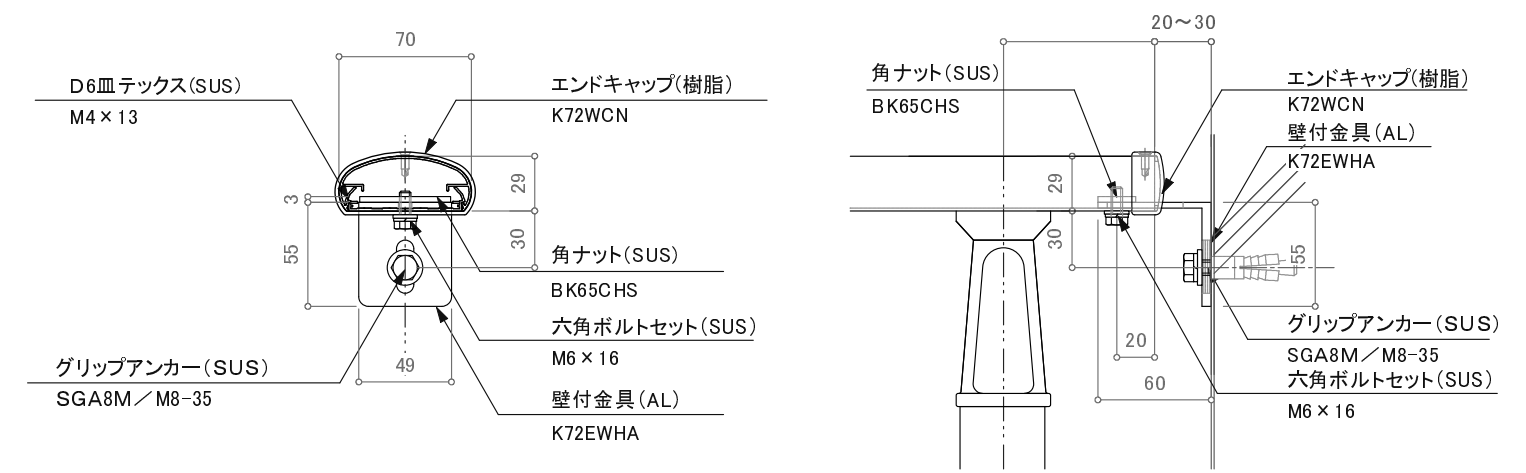 70
D6皿テックス(SUS)
M4×13
エンドキャップ(樹脂)
K72WCN
29
3
30
55
角ナット(SUS)
BK65CHS
六角ボルトセット(SUS)
M6×16
49
グリップアンカー(SUS)
SGA8M/M8-35
壁付金具(AL)
K72EWHA
20～30
角ナット(SUS)
BK65CHS
エンドキャップ(樹脂)
K72WCN
壁付金具(AL)
K72EWHA
29
30
55
20
60
グリップアンカー(SUS)
SGA8M/M8-35
六角ボルトセット(SUS)
M6×16